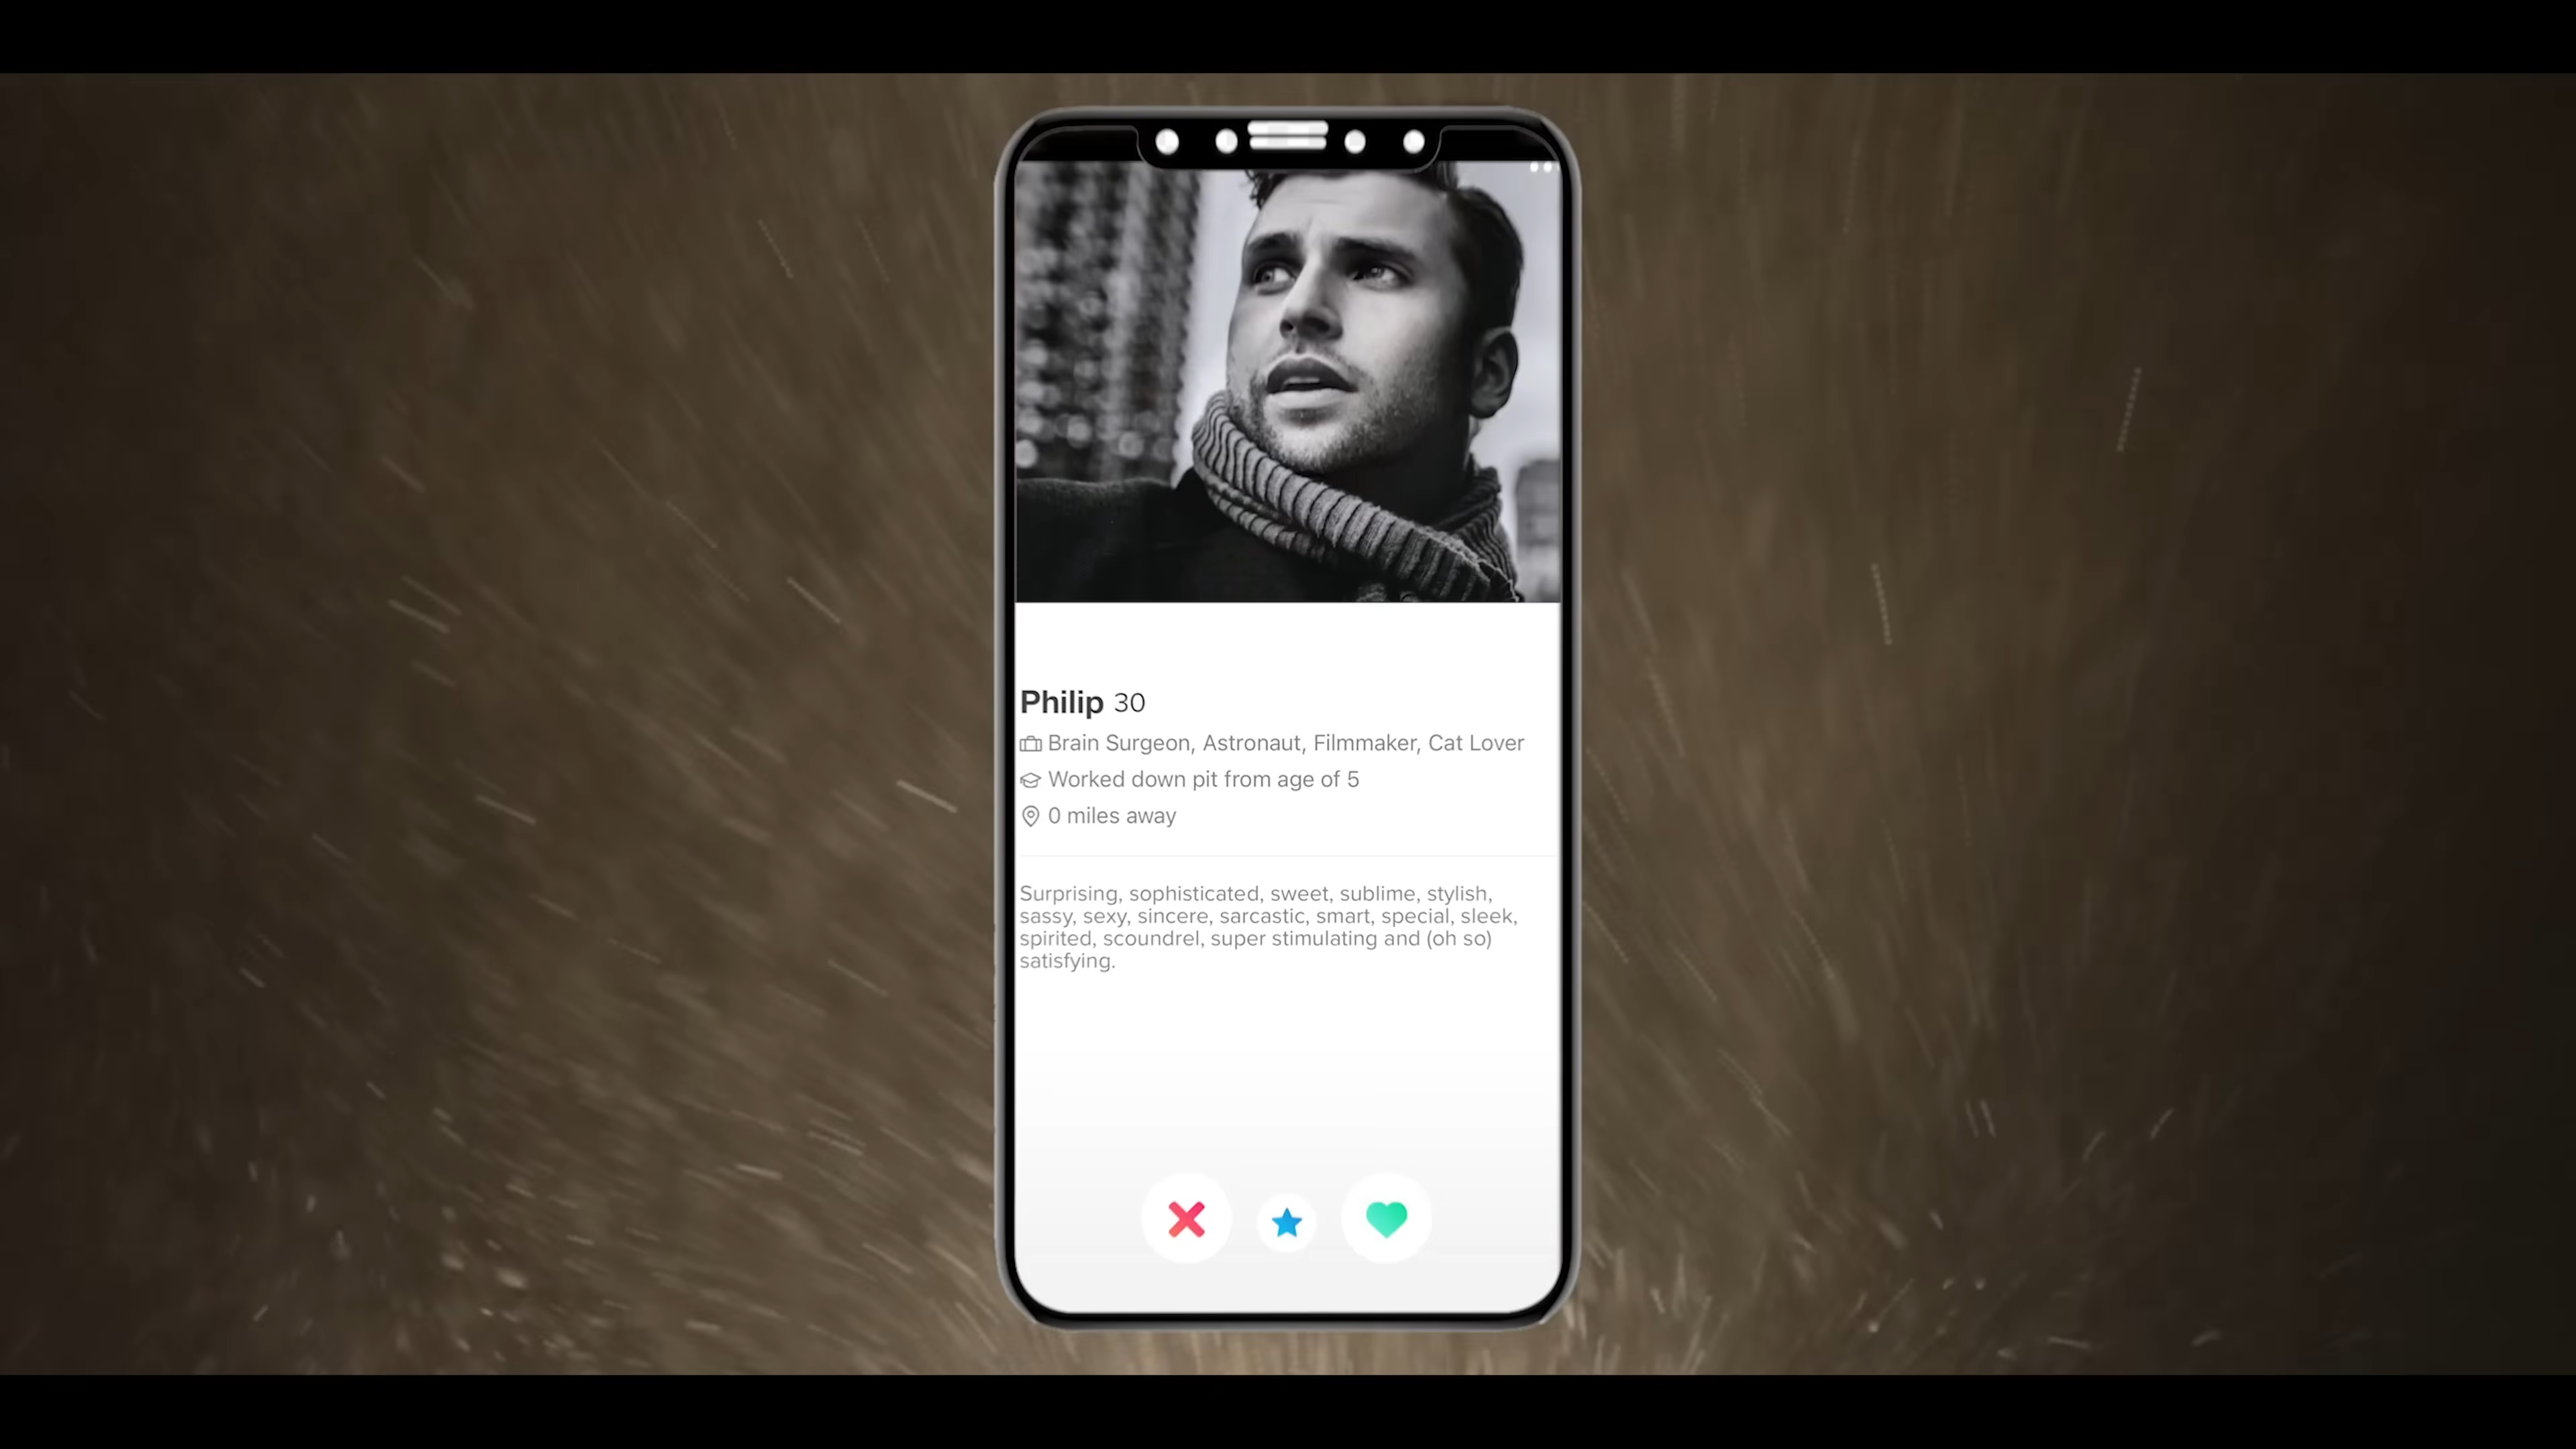 Philip 30
Brain Surgeon, Astronaut, Filmmaker, Cat Lover
Worked down pit from age of 5
0 miles away
Surprising, sophisticated, sweet, sublime, stylish,
sassy, sexy, sincere, sarcastic, smart, special, sleek,
spirited, scoundrel, super stimulating and (oh so)
satisfying.